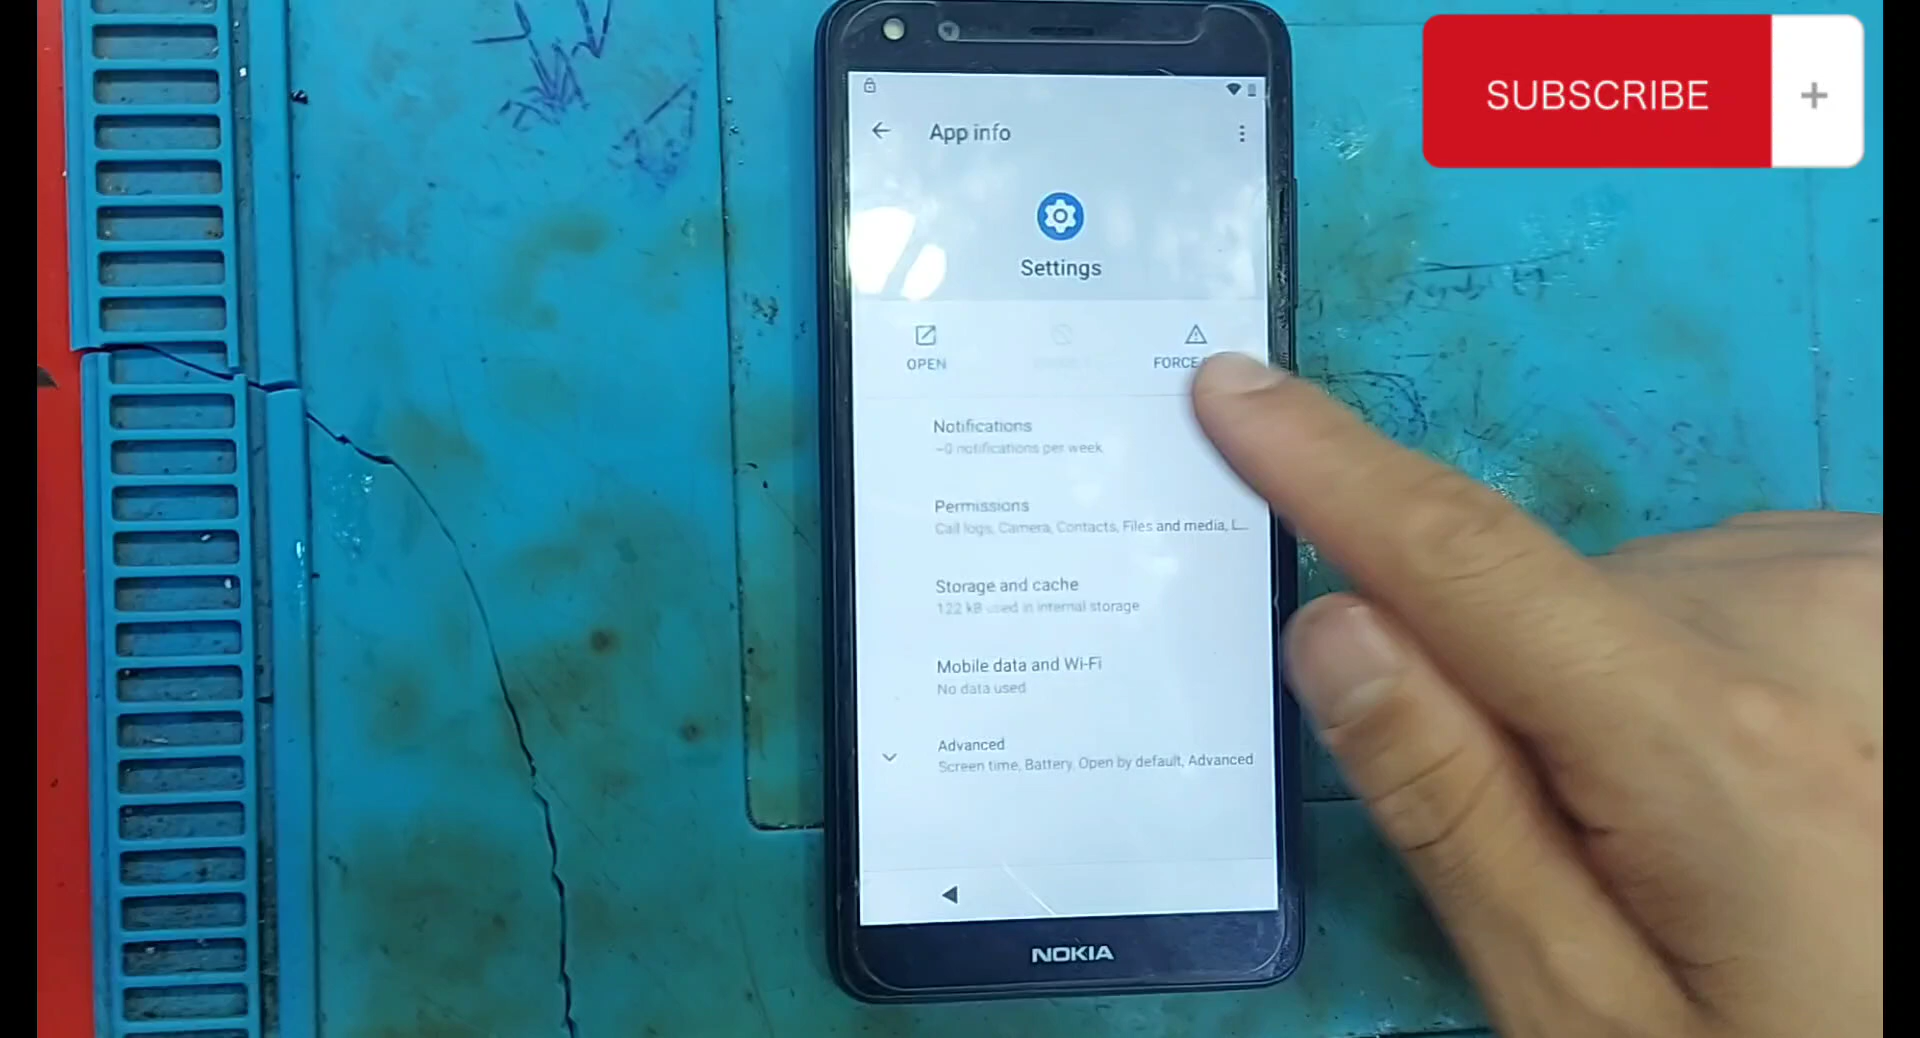 SUBSCRIBE +
App info
Settings
OPEN
FORCE
Notifications
~0 notifications per week
Permissions
Call logs, Camera, Contacts, Files and media, L...
Storage and cache
122 kB used in internal storage
Mobile data and Wi-Fi
No data used
Advanced
Screen time, Battery, Open by default, Advanced
NOKIA